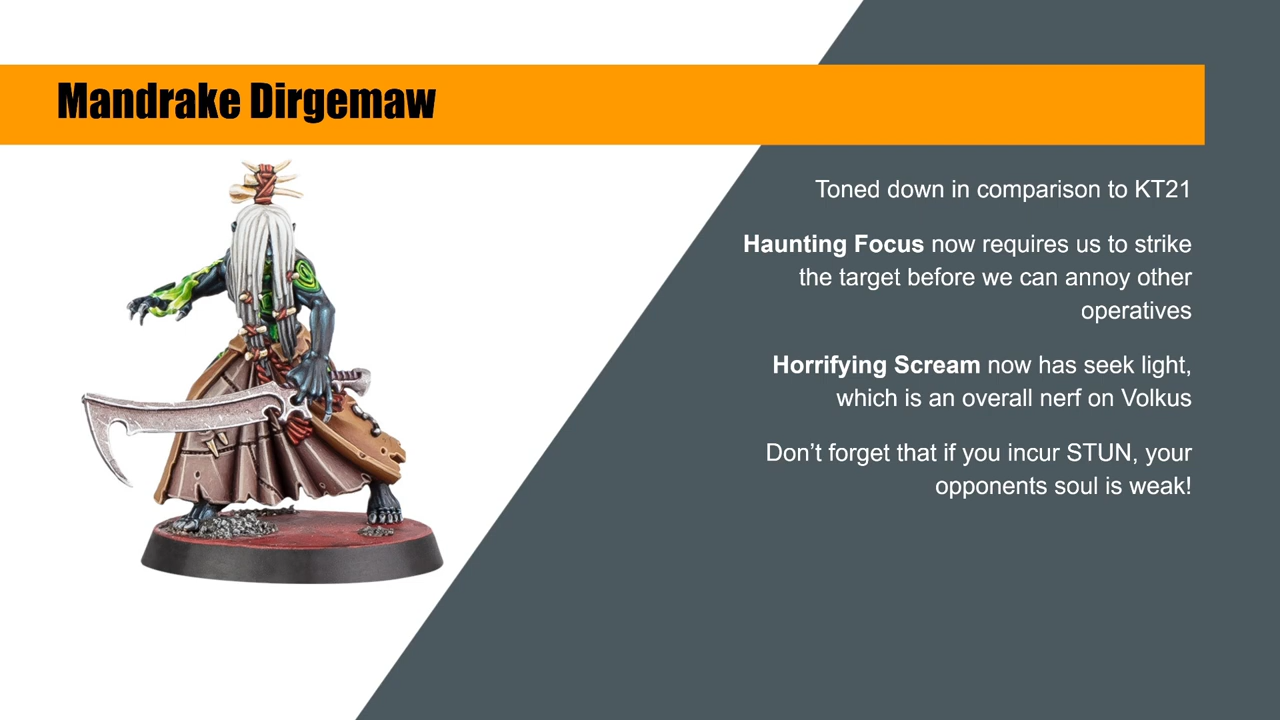 Mandrake Dirgemaw
Toned down in comparison to KT21
Haunting Focus now requires us to strike
the target before we can annoy other
operatives
Horrifying Scream now has seek light,
which is an overall nerf on Volkus
Don’t forget that if you incur STUN, your
opponents soul is weak!